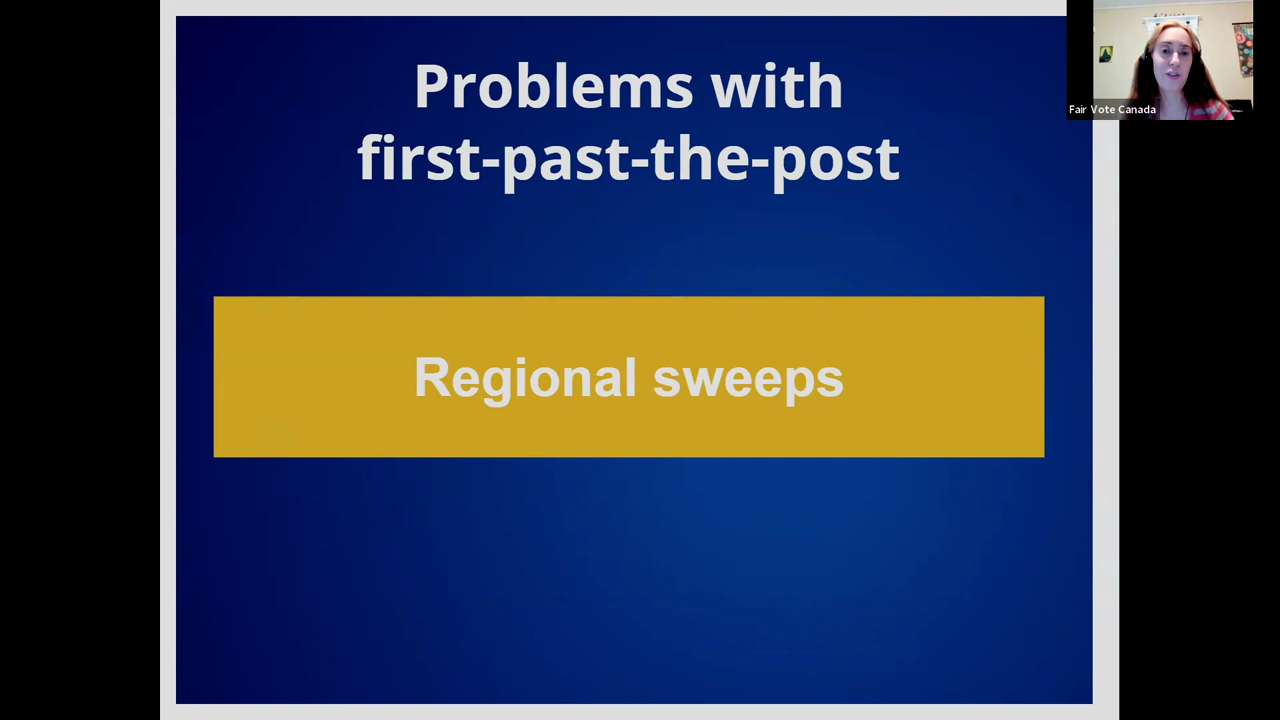 Problems with
first-past-the-post
Fair Vote Canada
Regional sweeps